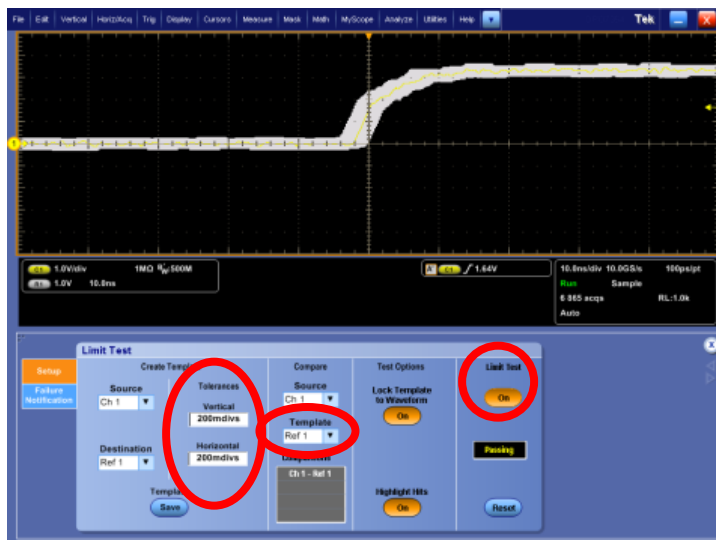 File Edit Vertical Horiz/Acq Trig Display Cursors Measure Mask Math MyScope Analyze Utilities Help Tek
1
C1 1.0V/div 1MΩ 500M
R1 1.0V 10.0ns
A' C1 1.64V
10.0ns/div 10.0GS/s 100ps/pt
Run Sample
6 865 acqs RL:1.0k
Auto
Limit Test
Setup
Failure Notification
Source
Ch 1
Destination
Ref 1
Tolerances
Vertical
200mdivs
Horizontal
200mdivs
Save
Compare
Source
Ch 1
Template
Ref 1
Ch 1 - Ref 1
Test Options
Lock Template
to Waveform
On
Highlight Hits
On
Limit Test
On
Passing
Reset